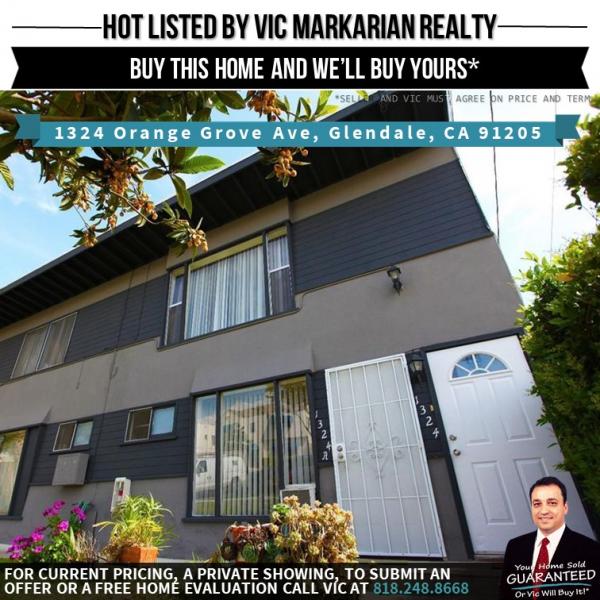 HOT LISTED BY VIC MARKARIAN REALTY
BUY THIS HOME AND WE'LL BUY YOURS*
*SELLER AND VIC MUST AGREE ON PRICE AND TERM
1324 Orange Grove Ave, Glendale, CA 91205
1324A
1324
Your Home Sold
GUARANTEED
Or Vic Will Buy It!*
FOR CURRENT PRICING, A PRIVATE SHOWING, TO SUBMIT AN
OFFER OR A FREE HOME EVALUATION CALL VIC AT 818.248.8668